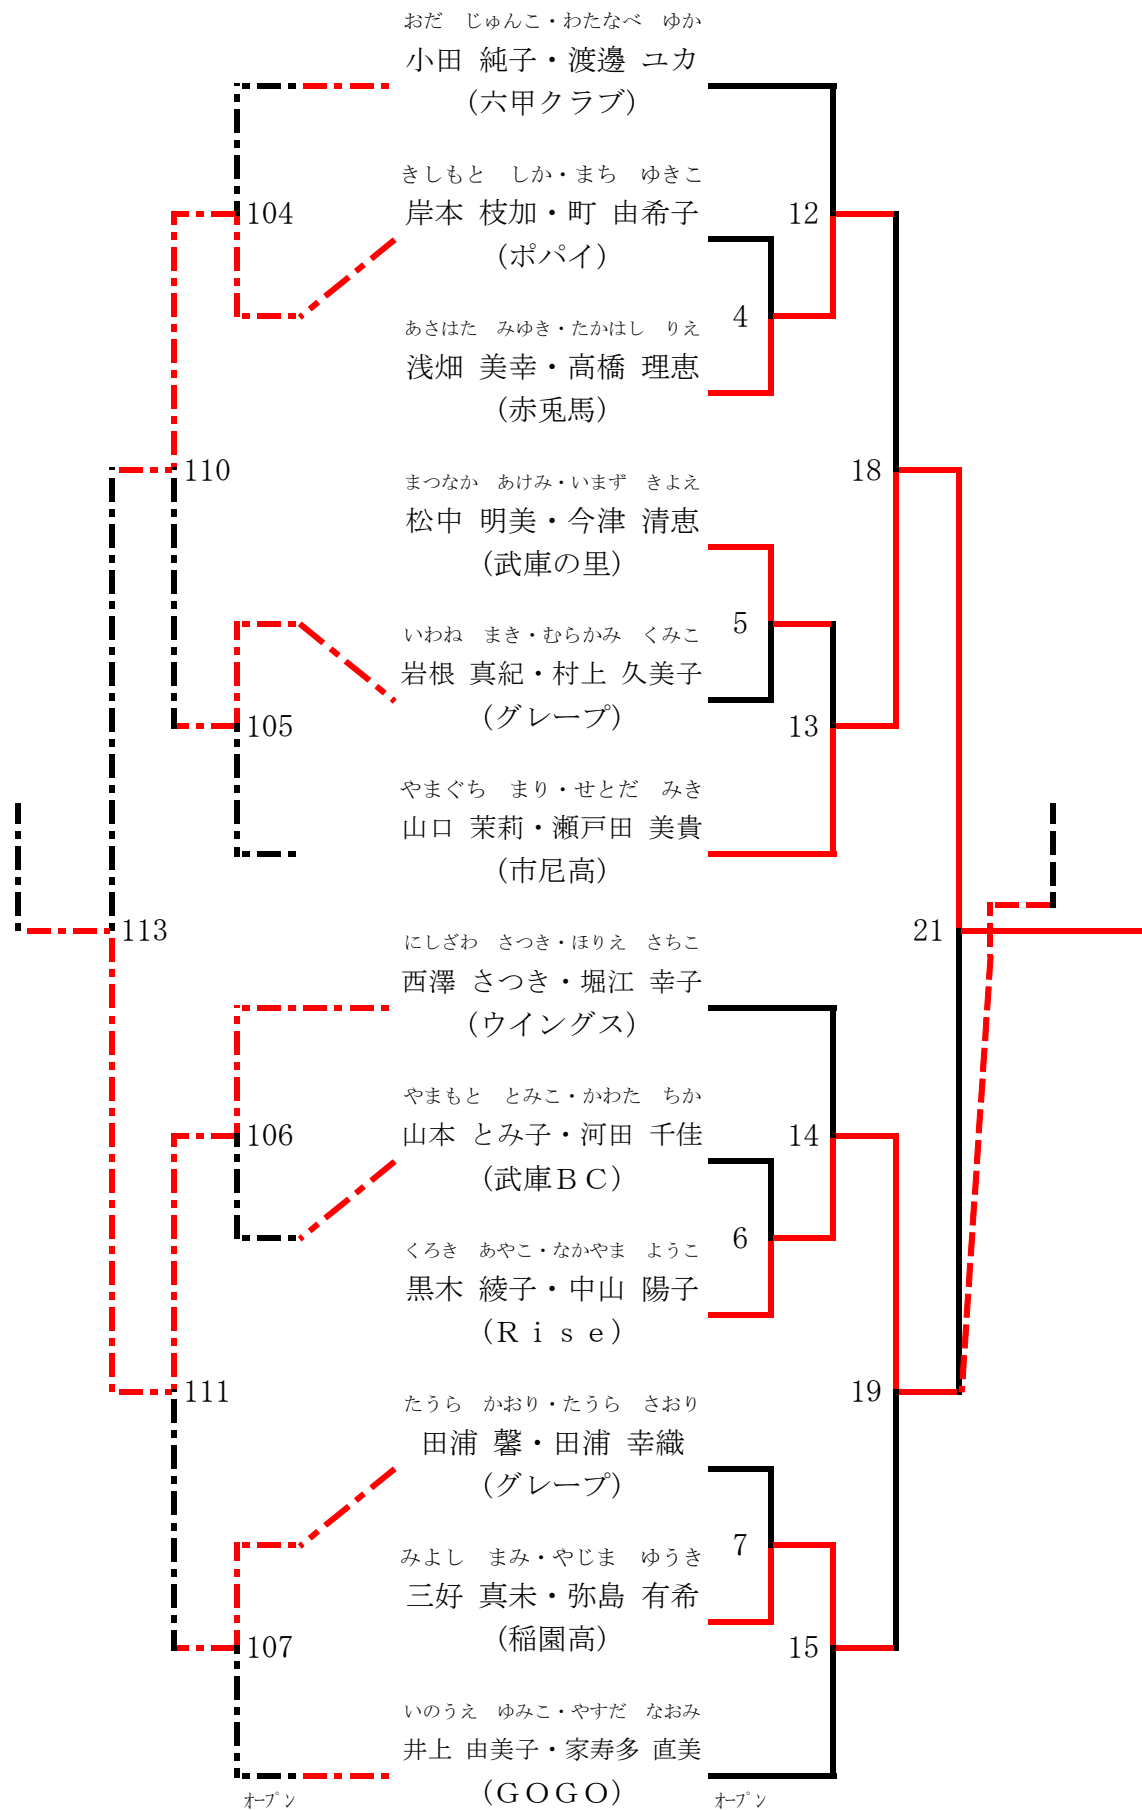 おだ　じゅんこ・わたなべ　ゆか
小田 純子・渡邊 ユカ
（六甲クラブ）
きしもと　しか・まち　ゆきこ
104 岸本 枝加・町 由希子 12
（ポパイ）
4
あさはた　みゆき・たかはし　りえ
浅畑 美幸・高橋 理恵
（赤兎馬）
110 18
まつなか　あけみ・いまず　きよえ
松中 明美・今津 清恵
（武庫の里）
5
いわね　まき・むらかみ　くみこ
岩根 真紀・村上 久美子
（グレープ）
105 13
やまぐち　まり・せとだ　みき
山口 茉莉・瀬戸田 美貴
（市尼高）
113 21
にしざわ　さつき・ほりえ　さちこ
西澤 さつき・堀江 幸子
（ウイングス）
やまもと　とみこ・かわた　ちか
106 山本 とみ子・河田 千佳 14
（武庫ＢＣ）
6
くろき　あやこ・なかやま　ようこ
黒木 綾子・中山 陽子
（Ｒｉｓｅ）
111 19
たうら　かおり・たうら　さおり
田浦 馨・田浦 幸織
（グレープ）
7
みよし　まみ・やじま　ゆうき
三好 真未・弥島 有希
（稲園高）
107 15
いのうえ　ゆみこ・やすだ　なおみ
井上 由美子・家寿多 直美
（ＧＯＧＯ）
ｵｰﾌﾟﾝ ｵｰﾌﾟﾝ